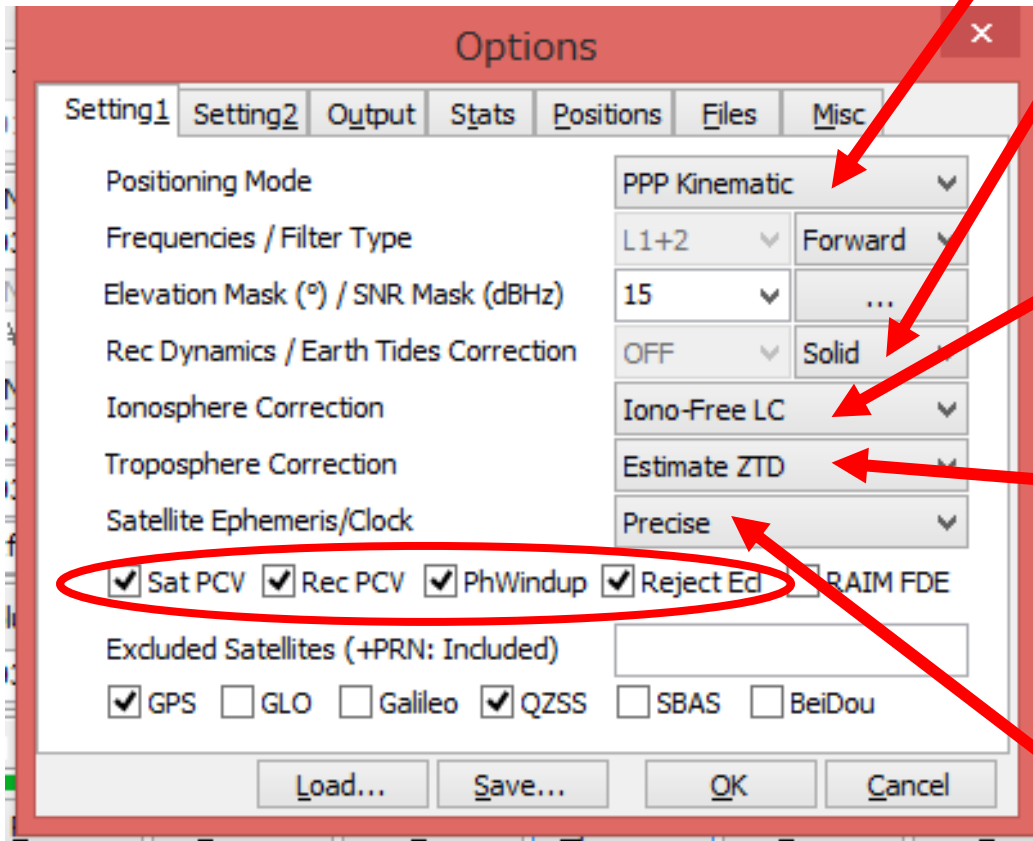 Options
Setting1 Setting2 Output Stats Positions Files Misc
Positioning Mode PPP Kinematic
Frequencies / Filter Type L1+2 Forward
Elevation Mask (°) / SNR Mask (dBHz) 15 ...
Rec Dynamics / Earth Tides Correction OFF Solid
Ionosphere Correction Iono-Free LC
Troposphere Correction Estimate ZTD
Satellite Ephemeris/Clock Precise
Sat PCV Rec PCV PhWindup Reject Ecl RAIM FDE
Excluded Satellites (+PRN: Included)
GPS GLO Galileo QZSS SBAS BeiDou
Load... Save... OK Cancel